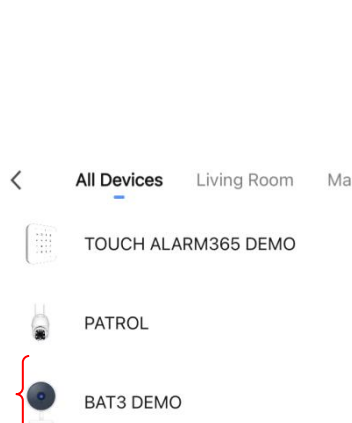 All Devices Living Room Ma
TOUCH ALARM365 DEMO
PATROL
BAT3 DEMO